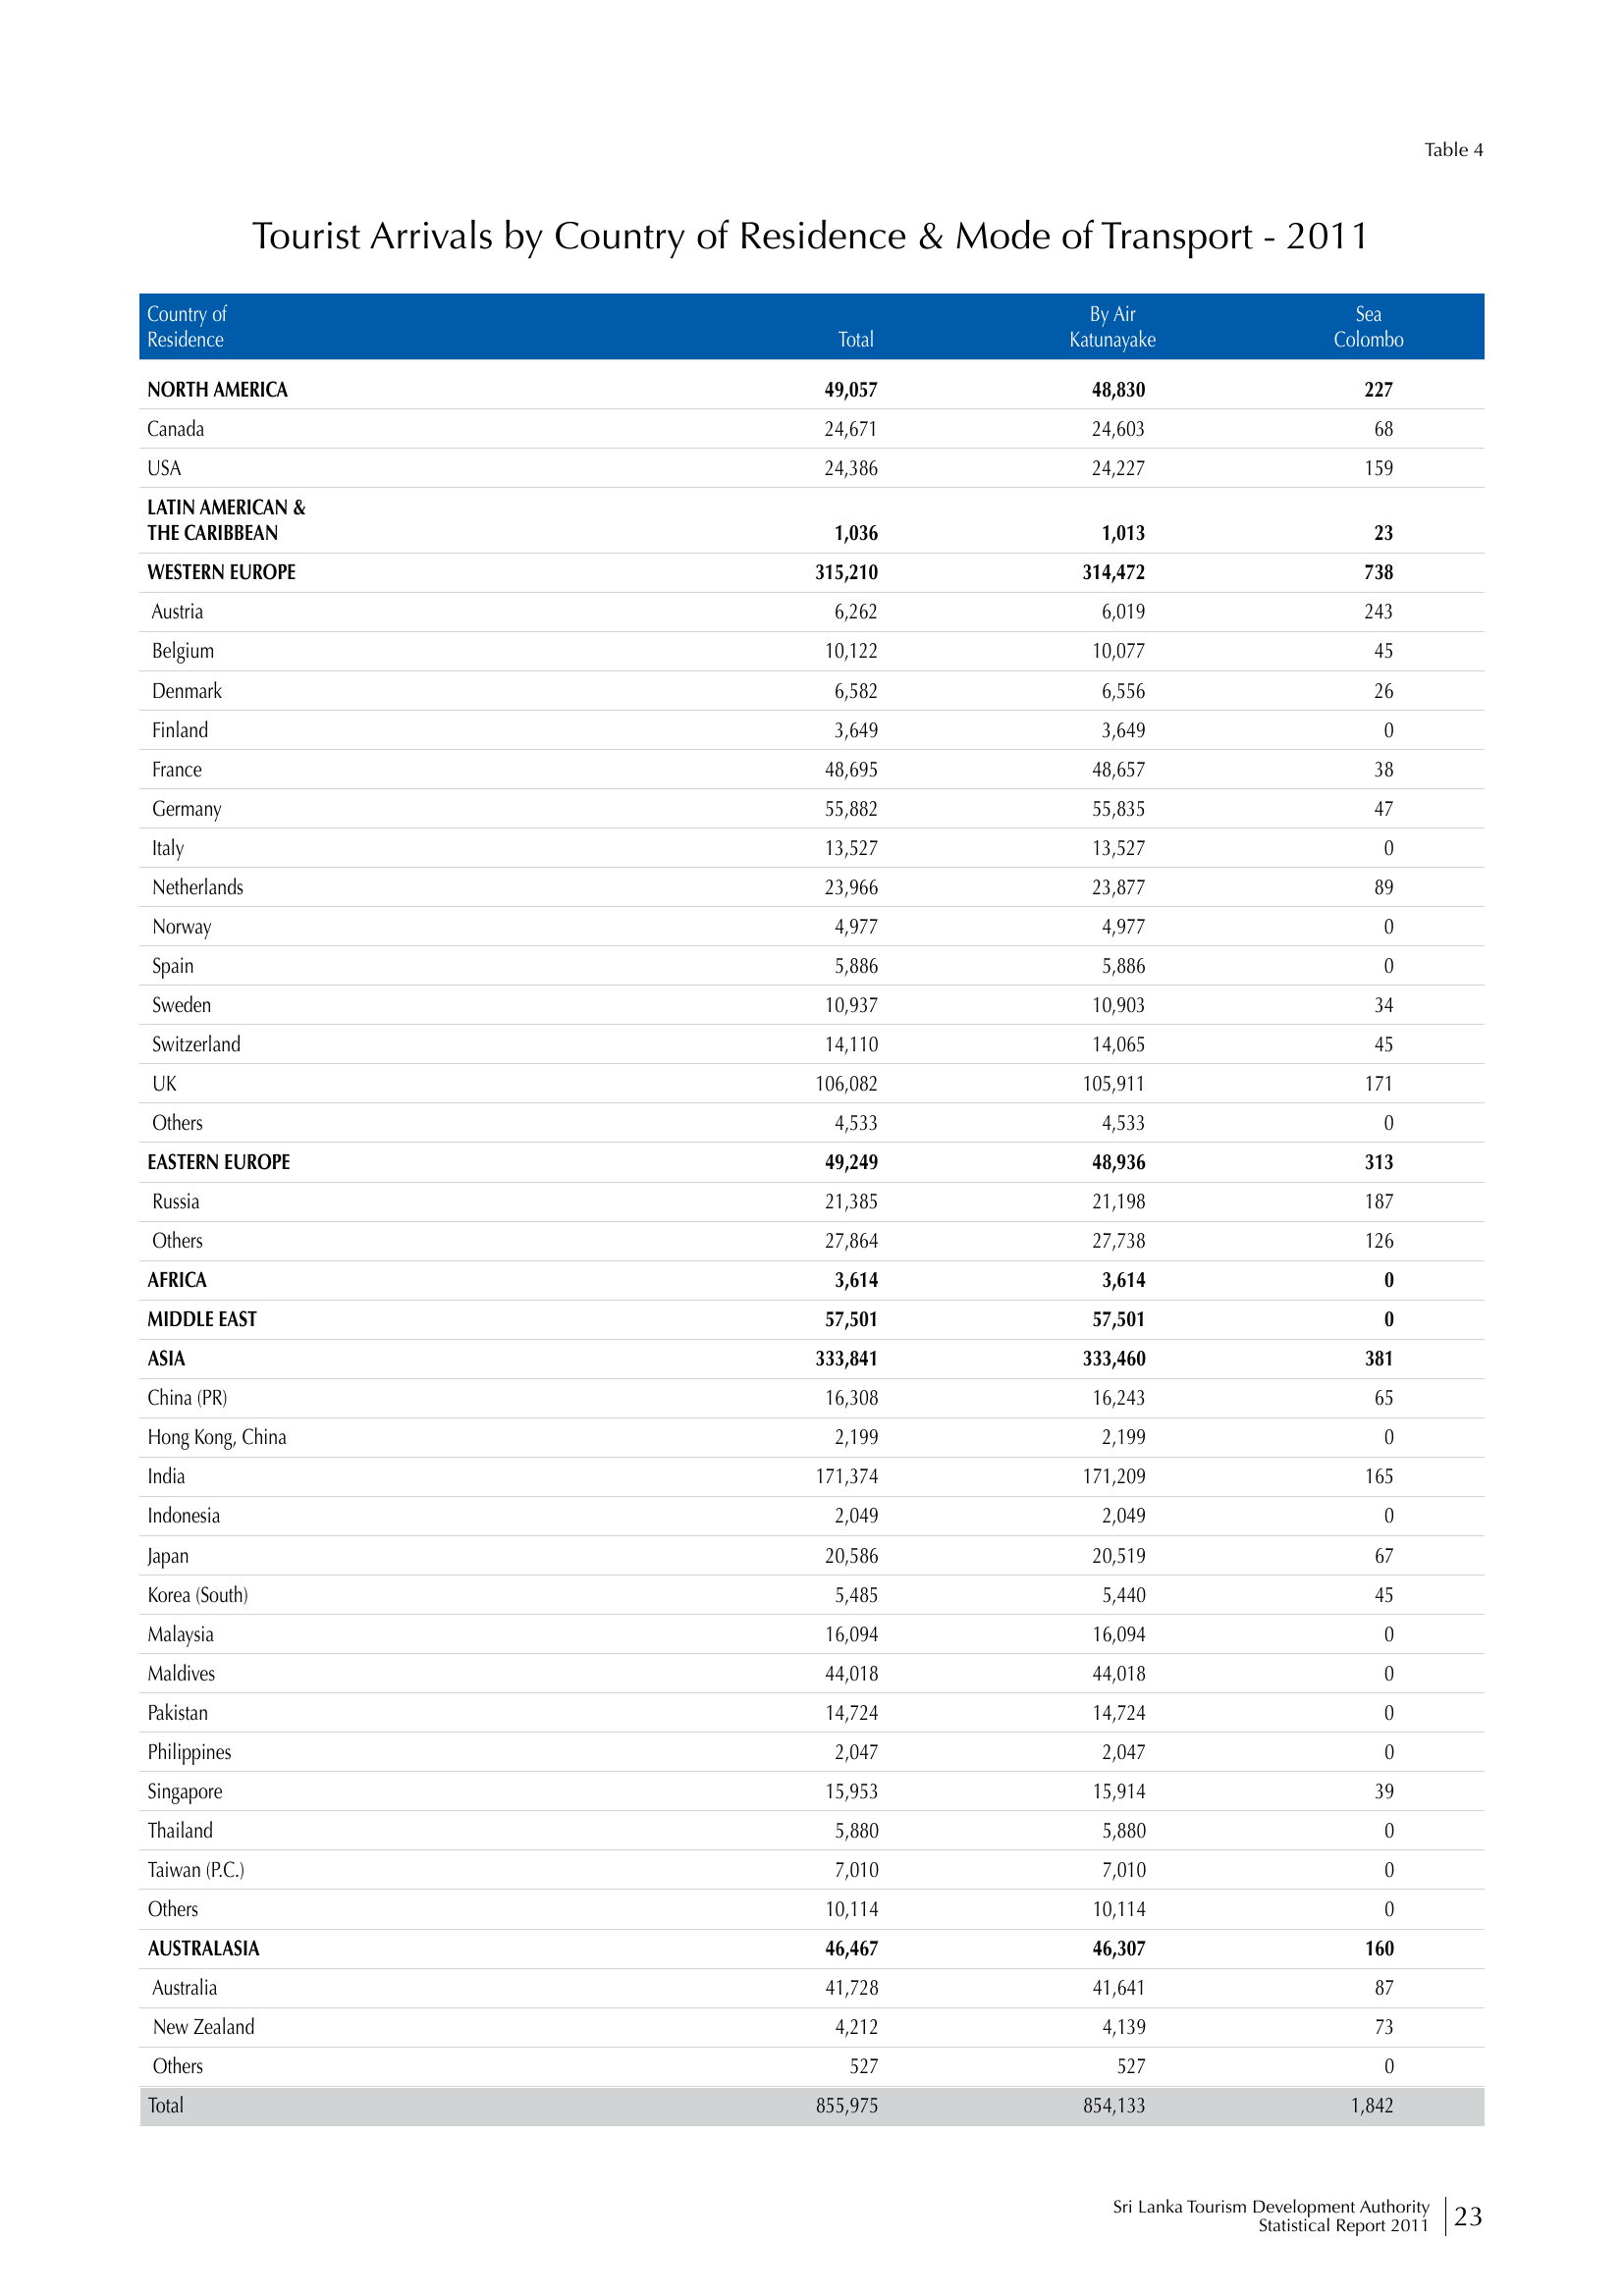 Table 4
Tourist Arrivals by Country of Residence & Mode of Transport - 2011
Country of By Air Sea
Residence Total Katunayake Colombo
NORTH AMERICA 49,057 48,830 227
Canada 24,671 24,603 68
USA 24,386 24,227 159
LATIN AMERICAN &
THE CARIBBEAN 1,036 1,013 23
WESTERN EUROPE 315,210 314,472 738
Austria 6,262 6,019 243
Belgium 10,122 10,077 45
Denmark 6,582 6,556 26
Finland 3,649 3,649 0
France 48,695 48,657 38
Germany 55,882 55,835 47
Italy 13,527 13,527 0
Netherlands 23,966 23,877 89
Norway 4,977 4,977 0
Spain 5,886 5,886 0
Sweden 10,937 10,903 34
Switzerland 14,110 14,065 45
UK 106,082 105,911 171
Others 4,533 4,533 0
EASTERN EUROPE 49,249 48,936 313
Russia 21,385 21,198 187
Others 27,864 27,738 126
AFRICA 3,614 3,614 0
MIDDLE EAST 57,501 57,501 0
ASIA 333,841 333,460 381
China (PR) 16,308 16,243 65
Hong Kong, China 2,199 2,199 0
India 171,374 171,209 165
Indonesia 2,049 2,049 0
Japan 20,586 20,519 67
Korea (South) 5,485 5,440 45
Malaysia 16,094 16,094 0
Maldives 44,018 44,018 0
Pakistan 14,724 14,724 0
Philippines 2,047 2,047 0
Singapore 15,953 15,914 39
Thailand 5,880 5,880 0
Taiwan (P.C.) 7,010 7,010 0
Others 10,114 10,114 0
AUSTRALASIA 46,467 46,307 160
Australia 41,728 41,641 87
New Zealand 4,212 4,139 73
Others 527 527 0
Total 855,975 854,133 1,842
Sri Lanka Tourism Development Authority
Statistical Report 2011 23